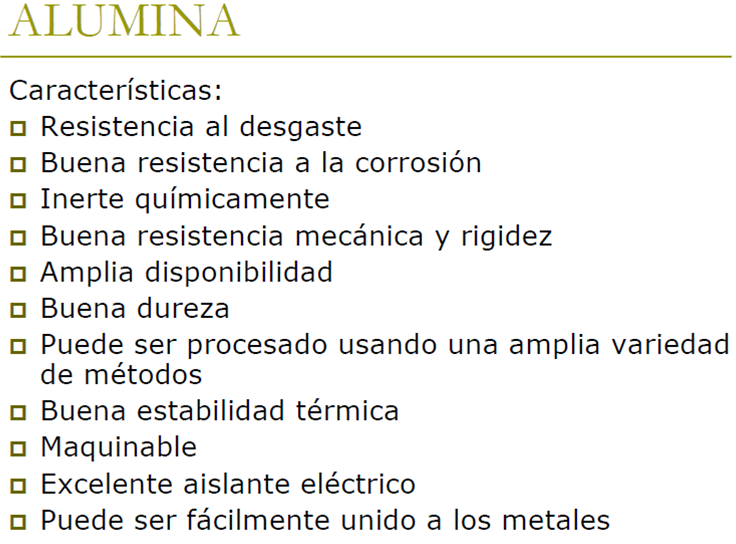 ALUMINA
Características:
Resistencia al desgaste
Buena resistencia a la corrosión
Inerte químicamente
Buena resistencia mecánica y rigidez
Amplia disponibilidad
Buena dureza
Puede ser procesado usando una amplia variedad
de métodos
Buena estabilidad térmica
Maquinable
Excelente aislante eléctrico
Puede ser fácilmente unido a los metales